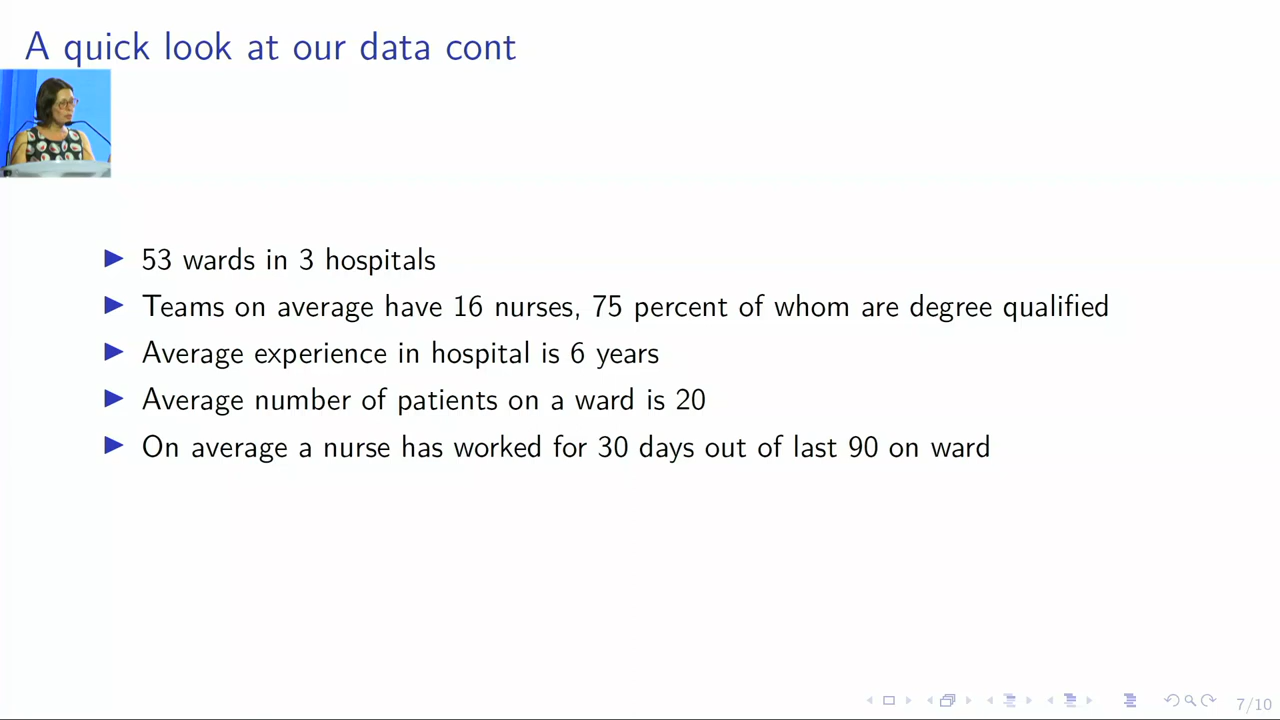 A quick look at our data cont
53 wards in 3 hospitals
Teams on average have 16 nurses, 75 percent of whom are degree qualified
Average experience in hospital is 6 years
Average number of patients on a ward is 20
On average a nurse has worked for 30 days out of last 90 on ward
7/10